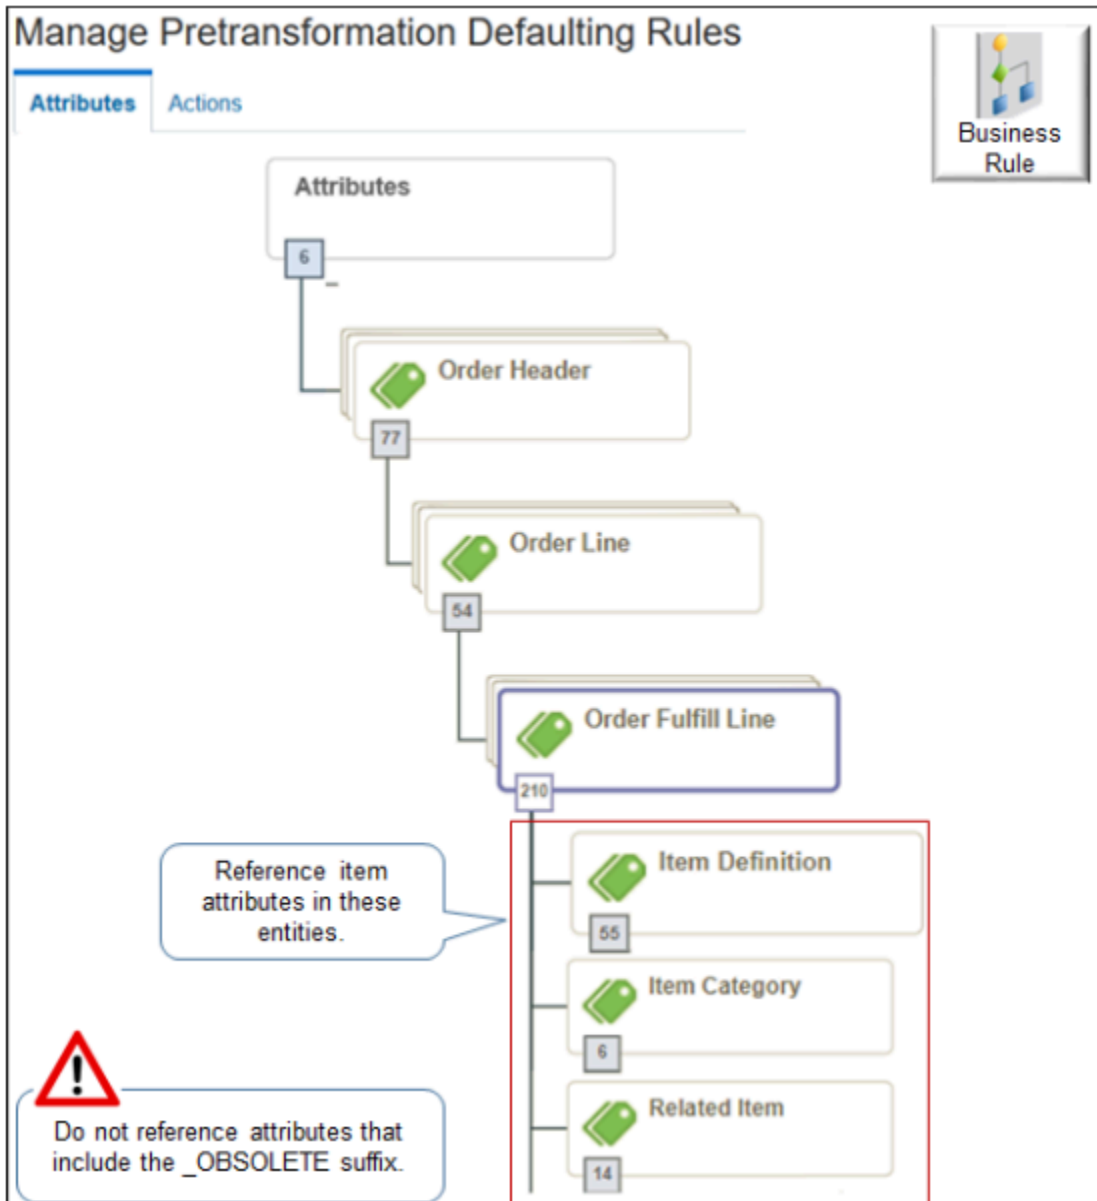 Manage Pretransformation Defaulting Rules
Attributes Actions
Business
Rule
Attributes
6
Order Header
77
Order Line
54
Order Fulfill Line
210
Reference item
attributes in these
entities.
Item Definition
55
Item Category
6
Related Item
14
Do not reference attributes that
include the _OBSOLETE suffix.